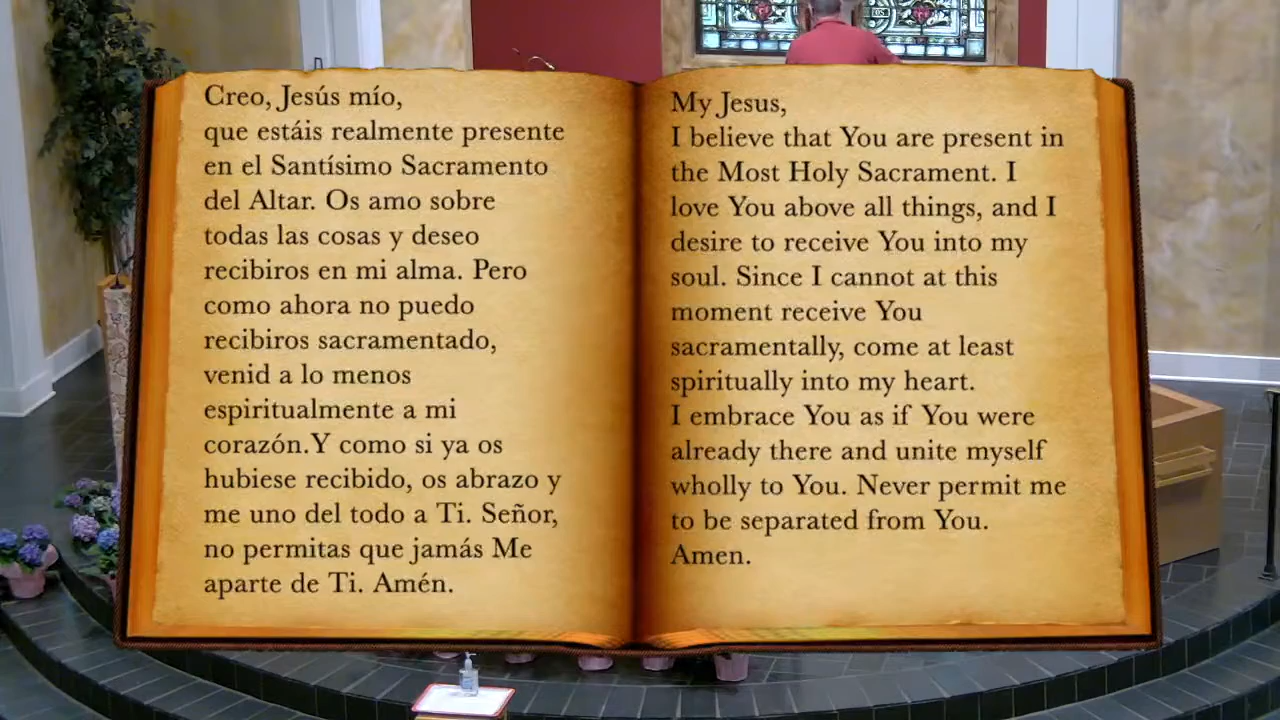 Creo, Jesús mío,
que estáis realmente presente
en el Santísimo Sacramento
del Altar. Os amo sobre
todas las cosas y deseo
recibiros en mi alma. Pero
como ahora no puedo
recibiros sacramentado,
venid a lo menos
espiritualmente a mi
corazón.Y como si ya os
hubiese recibido, os abrazo y
me uno del todo a Ti. Señor,
no permitas que jamás Me
aparte de Ti. Amén.
My Jesus,
I believe that You are present in
the Most Holy Sacrament. I
love You above all things, and I
desire to receive You into my
soul. Since I cannot at this
moment receive You
sacramentally, come at least
spiritually into my heart.
I embrace You as if You were
already there and unite myself
wholly to You. Never permit me
to be separated from You.
Amen.